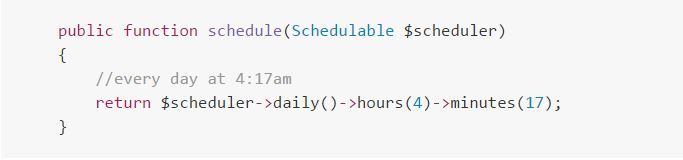 public function schedule(Schedulable $scheduler)
{
//every day at 4:17am
return $scheduler->daily()->hours(4)->minutes(17);
}